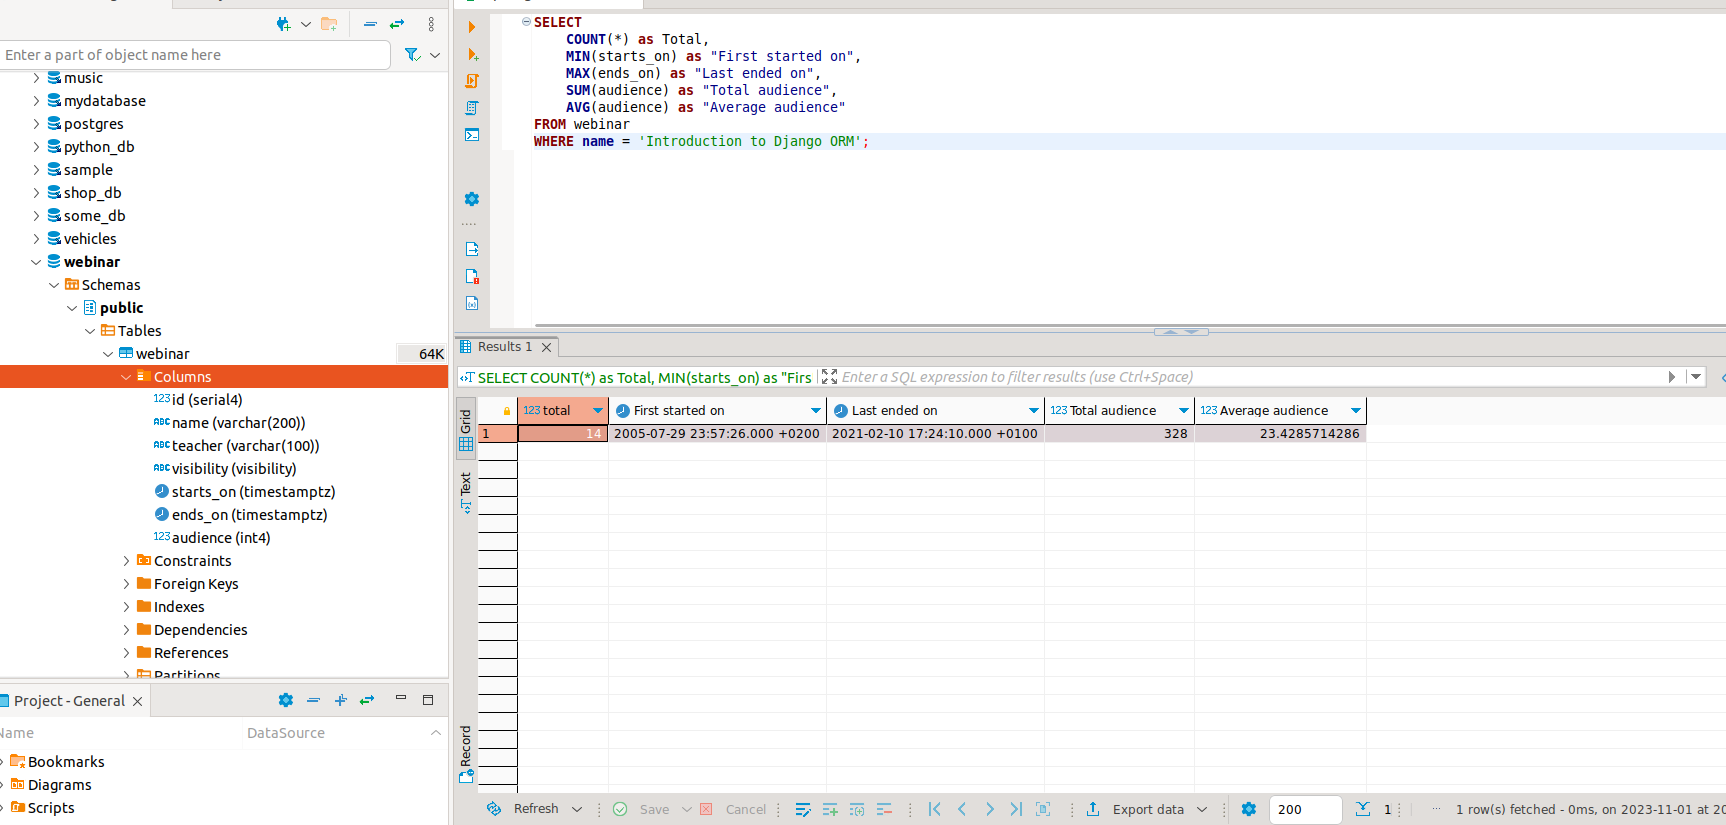 Enter a part of object name here
music
mydatabase
postgres
python_db
sample
shop_db
some_db
vehicles
webinar
Schemas
public
Tables
webinar 64K
Columns
123 id (serial4)
ABC name (varchar(200))
ABC teacher (varchar(100))
ABC visibility (visibility)
starts_on (timestamptz)
ends_on (timestamptz)
123 audience (int4)
Constraints
Foreign Keys
Indexes
Dependencies
References
Partitions
Project - General
Name DataSource
Bookmarks
Diagrams
Scripts
SELECT
COUNT(*) as Total,
MIN(starts_on) as "First started on",
MAX(ends_on) as "Last ended on",
SUM(audience) as "Total audience",
AVG(audience) as "Average audience"
FROM webinar
WHERE name = 'Introduction to Django ORM';
Results 1
SELECT COUNT(*) as Total, MIN(starts_on) as "Firs Enter a SQL expression to filter results (use Ctrl+Space)
Grid
Text
Record
123 total First started on Last ended on 123 Total audience 123 Average audience
1 14 2005-07-29 23:57:26.000 +0200 2021-02-10 17:24:10.000 +0100 328 23.4285714286
Refresh Save Cancel Export data 200 1 1 row(s) fetched - 0ms, on 2023-11-01 at 20